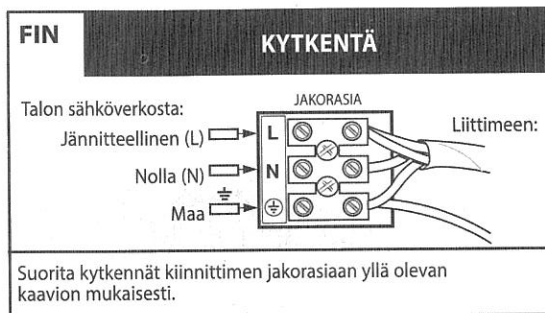 FIN
KYTKENTÄ
Talon sähköverkosta:
JAKORASIA
Jännitteellinen (L)
L
Liittimeen:
Nolla (N)
N
Maa
Suorita kytkennät kiinnittimen jakorasiaan yllä olevan
kaavion mukaisesti.